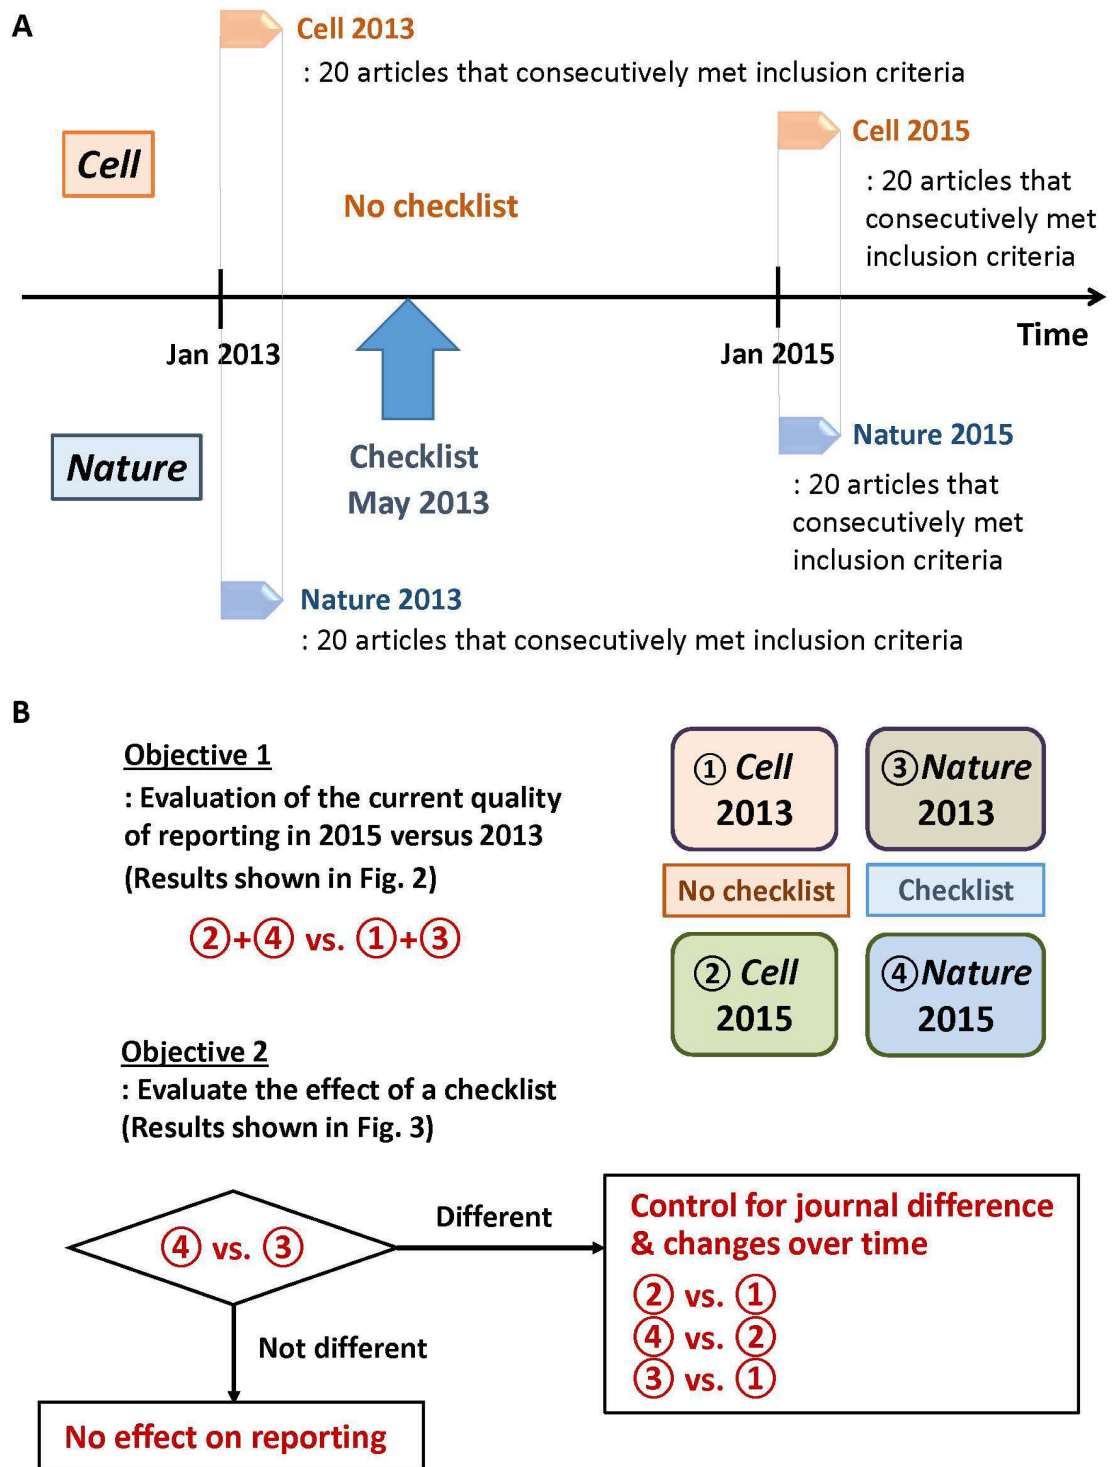 A
Cell 2013
: 20 articles that consecutively met inclusion criteria
Cell
No checklist
Cell 2015
: 20 articles that
consecutively met
inclusion criteria
Jan 2013
Jan 2015
Time
Nature
Checklist
May 2013
Nature 2015
: 20 articles that
consecutively met
inclusion criteria
Nature 2013
: 20 articles that consecutively met inclusion criteria
B
Objective 1
: Evaluation of the current quality
of reporting in 2015 versus 2013
(Results shown in Fig. 2)
②+④ vs. ①+③
① Cell
2013
③Nature
2013
No checklist
Checklist
② Cell
2015
④Nature
2015
Objective 2
: Evaluate the effect of a checklist
(Results shown in Fig. 3)
④ vs. ③
Different
Not different
No effect on reporting
Control for journal difference
& changes over time
② vs. ①
④ vs. ②
③ vs. ①